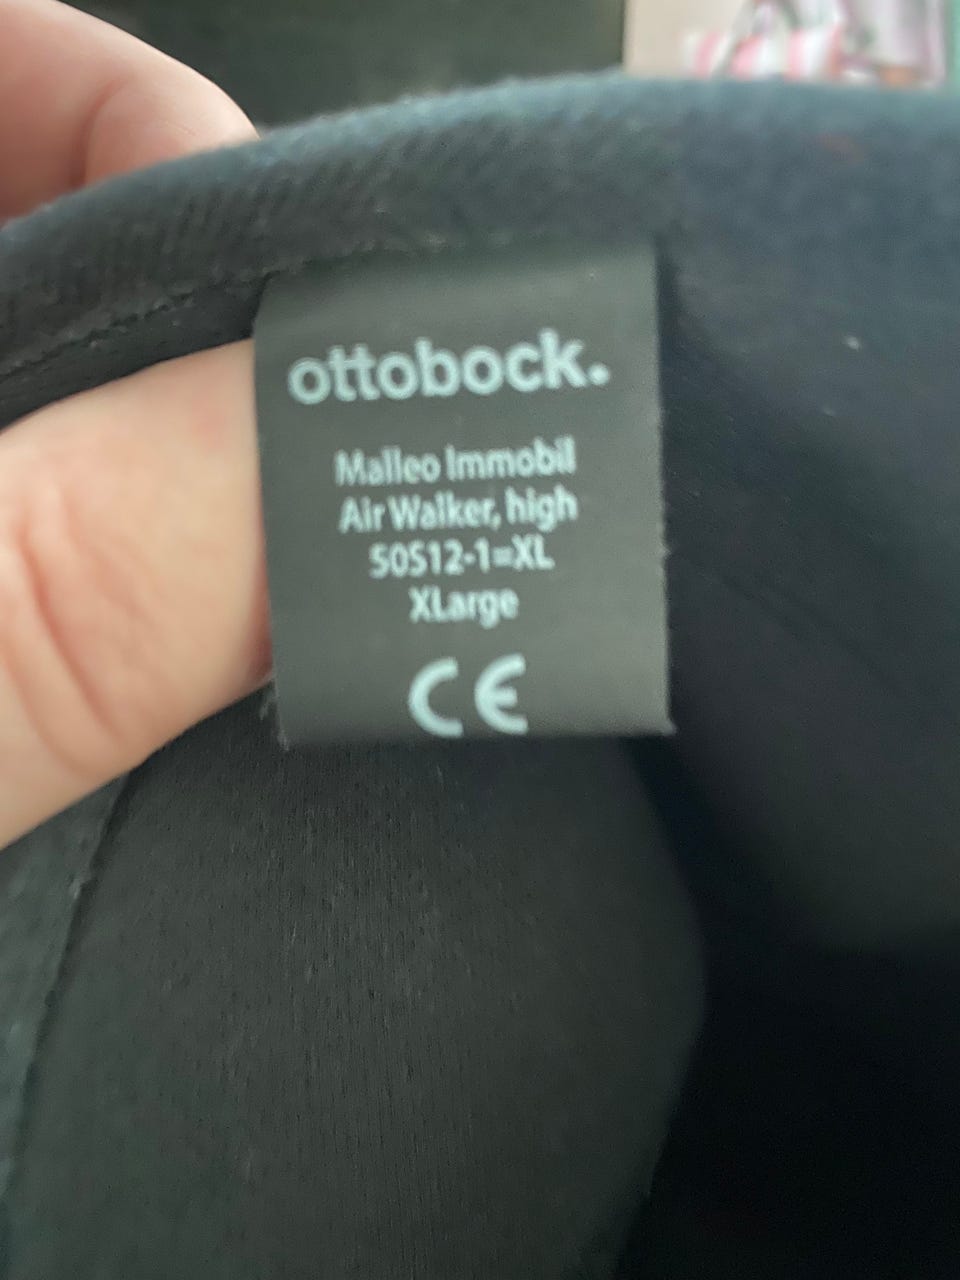 ottobock.
Malleo Immobil
Air Walker, high
50S12-1=XL
XLarge
CE